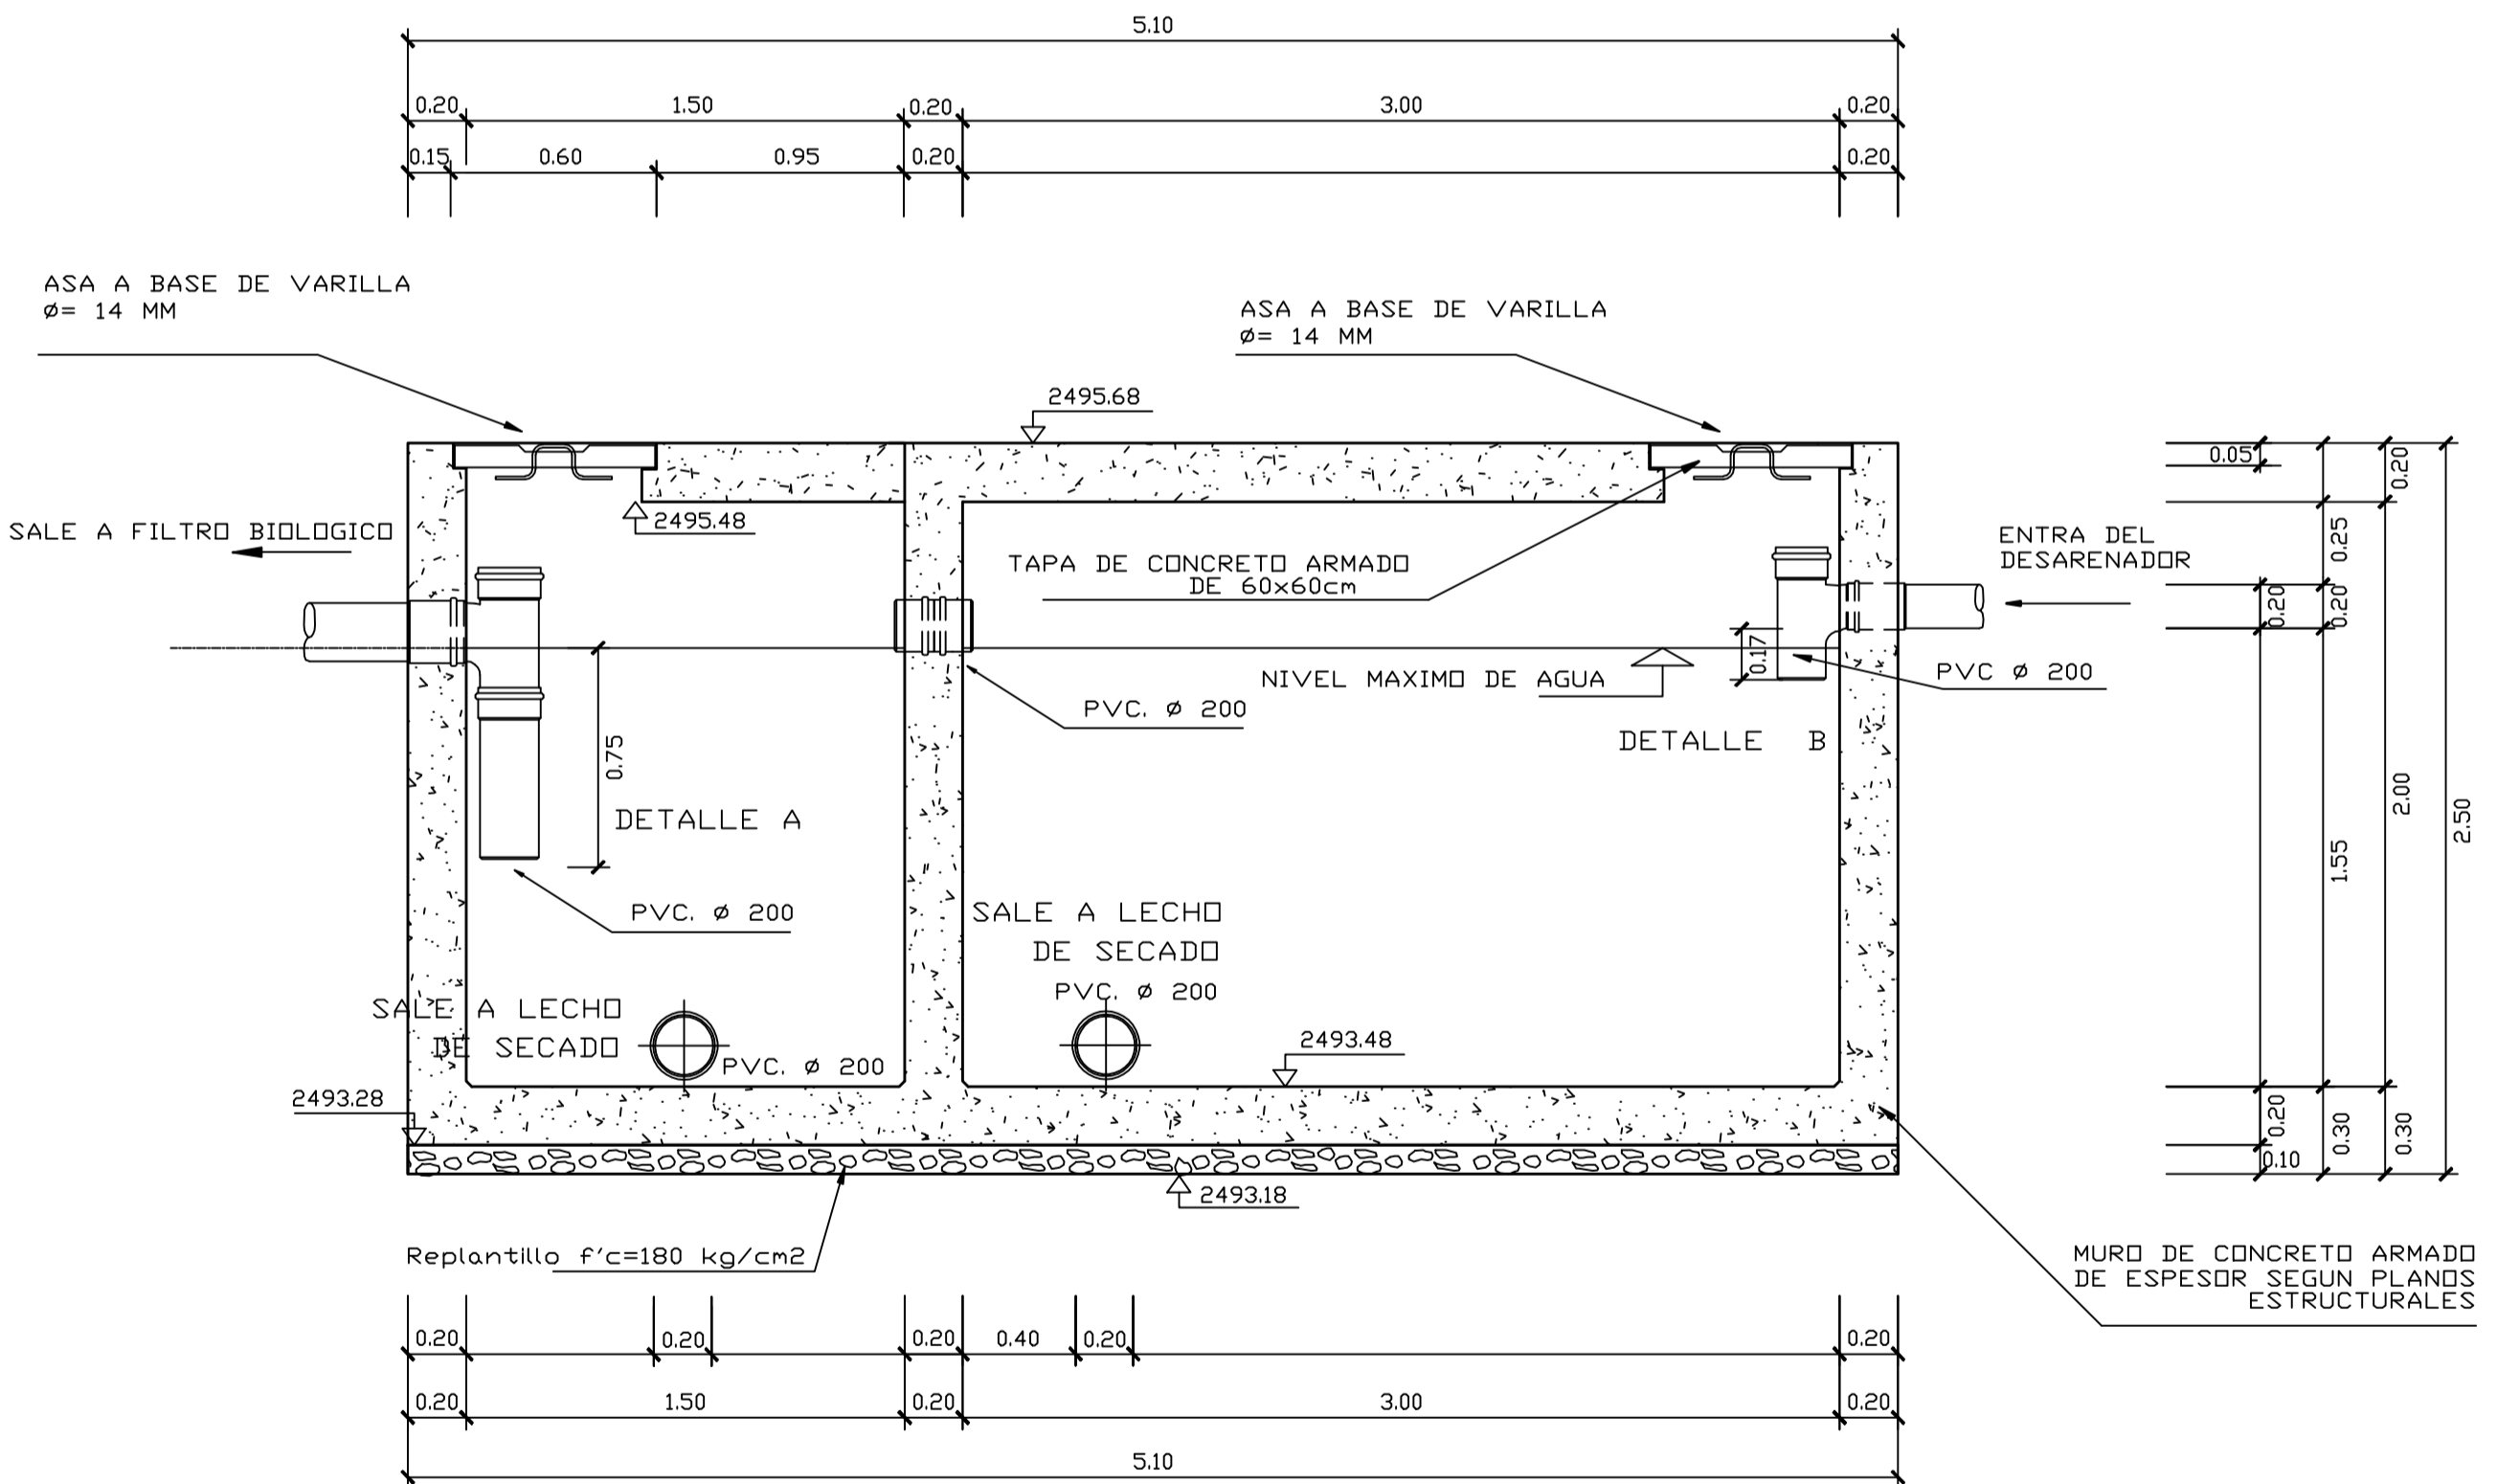 5.10
0.20
1.50
0.20
3.00
0.20
0.15
0.60
0.95
0.20
0.20
ASA A BASE DE VARILLA
ø= 14 MM
ASA A BASE DE VARILLA
ø= 14 MM
2495.68
0.05
0.20
2495.48
SALE A FILTRO BIOLOGICO
TAPA DE CONCRETO ARMADO
DE 60x60cm
ENTRA DEL
DESARENADOR
0.25
0.20
0.20
0.17
NIVEL MAXIMO DE AGUA
PVC ø 200
PVC. ø 200
DETALLE B
0.75
DETALLE A
2.00
2.50
1.55
PVC. ø 200
SALE A LECHO
DE SECADO
PVC. ø 200
SALE A LECHO
DE SECADO
PVC. ø 200
2493.48
2493.28
0.20
0.30
0.30
0.10
2493.18
Replantillo f'c=180 kg/cm2
MURO DE CONCRETO ARMADO
DE ESPESOR SEGUN PLANOS
ESTRUCTURALES
0.20
0.20
0.20
0.40
0.20
0.20
0.20
1.50
0.20
3.00
0.20
5.10